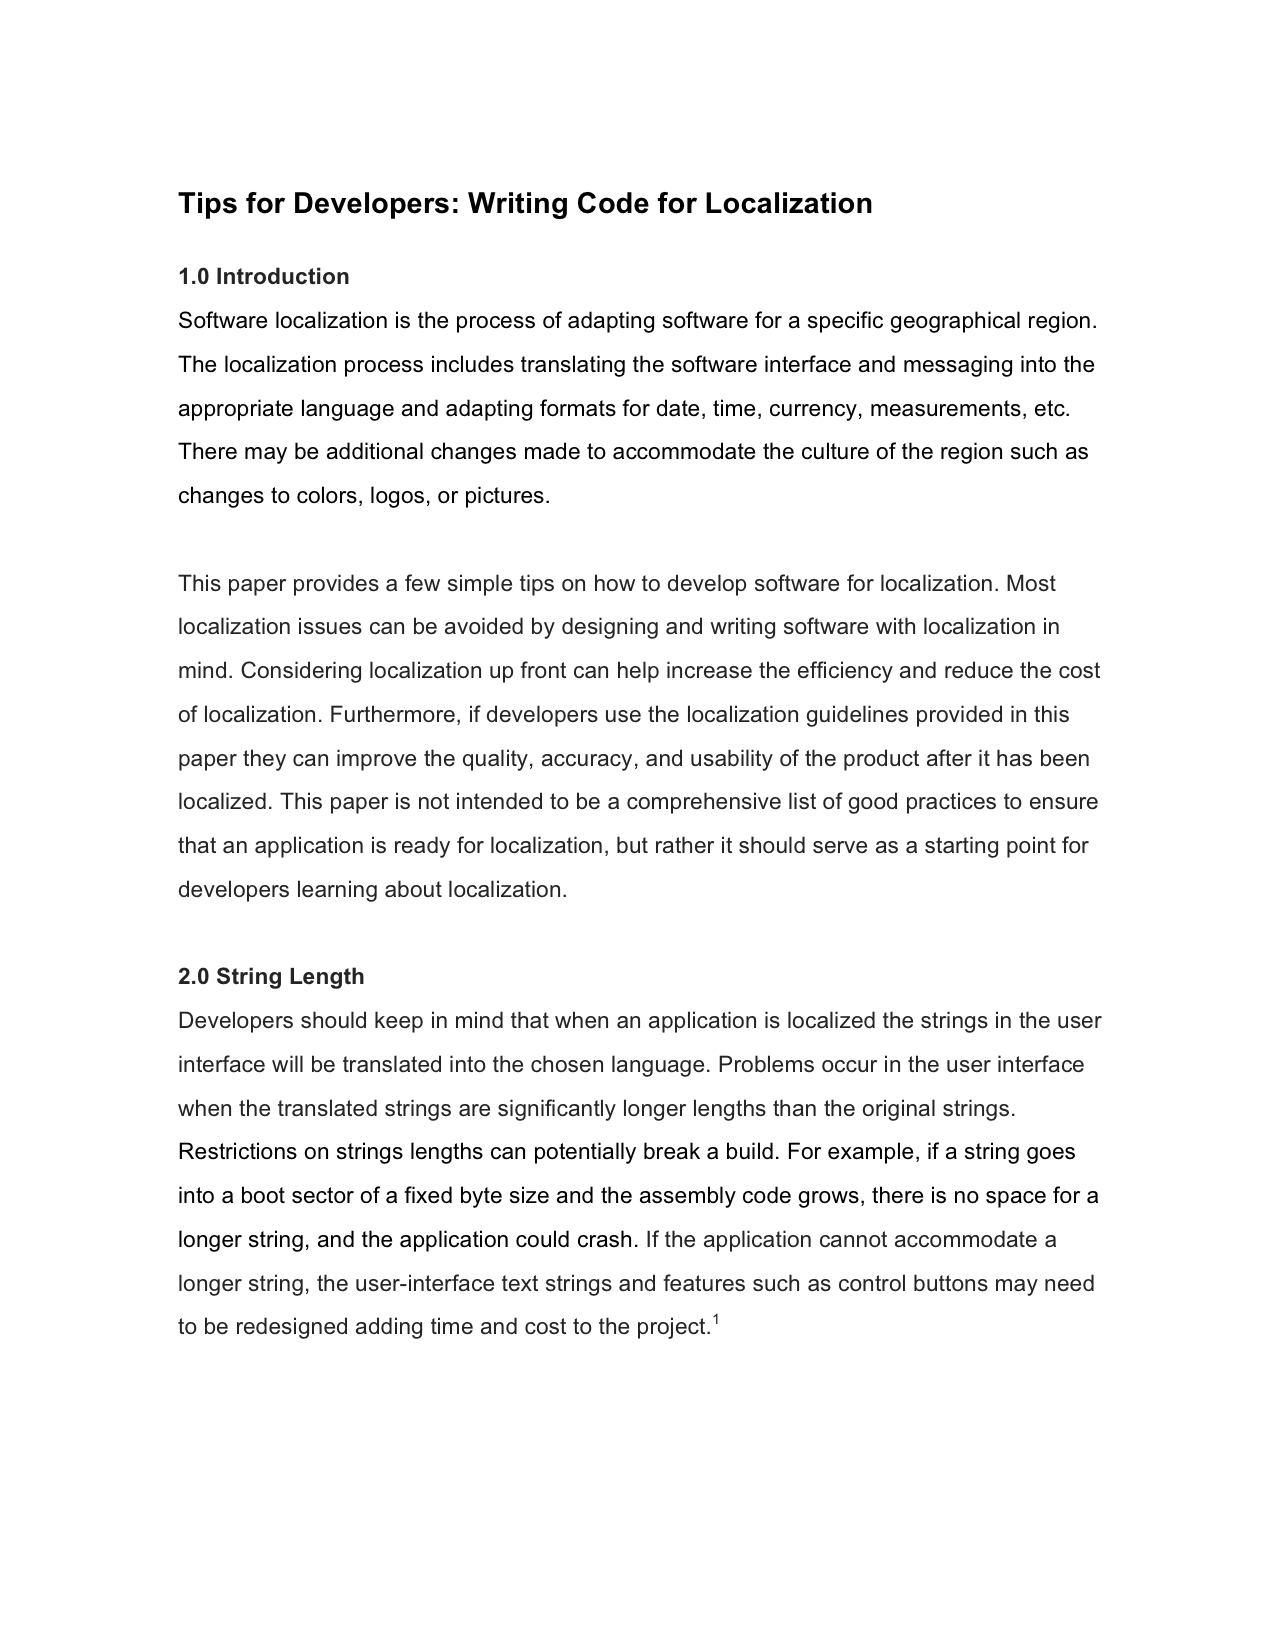 Tips for Developers: Writing Code for Localization
1.0 Introduction
Software localization is the process of adapting software for a specific geographical region.
The localization process includes translating the software interface and messaging into the
appropriate language and adapting formats for date, time, currency, measurements, etc.
There may be additional changes made to accommodate the culture of the region such as
changes to colors, logos, or pictures.
This paper provides a few simple tips on how to develop software for localization. Most
localization issues can be avoided by designing and writing software with localization in
mind. Considering localization up front can help increase the efficiency and reduce the cost
of localization. Furthermore, if developers use the localization guidelines provided in this
paper they can improve the quality, accuracy, and usability of the product after it has been
localized. This paper is not intended to be a comprehensive list of good practices to ensure
that an application is ready for localization, but rather it should serve as a starting point for
developers learning about localization.
2.0 String Length
Developers should keep in mind that when an application is localized the strings in the user
interface will be translated into the chosen language. Problems occur in the user interface
when the translated strings are significantly longer lengths than the original strings.
Restrictions on strings lengths can potentially break a build. For example, if a string goes
into a boot sector of a fixed byte size and the assembly code grows, there is no space for a
longer string, and the application could crash. If the application cannot accommodate a
longer string, the user-interface text strings and features such as control buttons may need
to be redesigned adding time and cost to the project.1